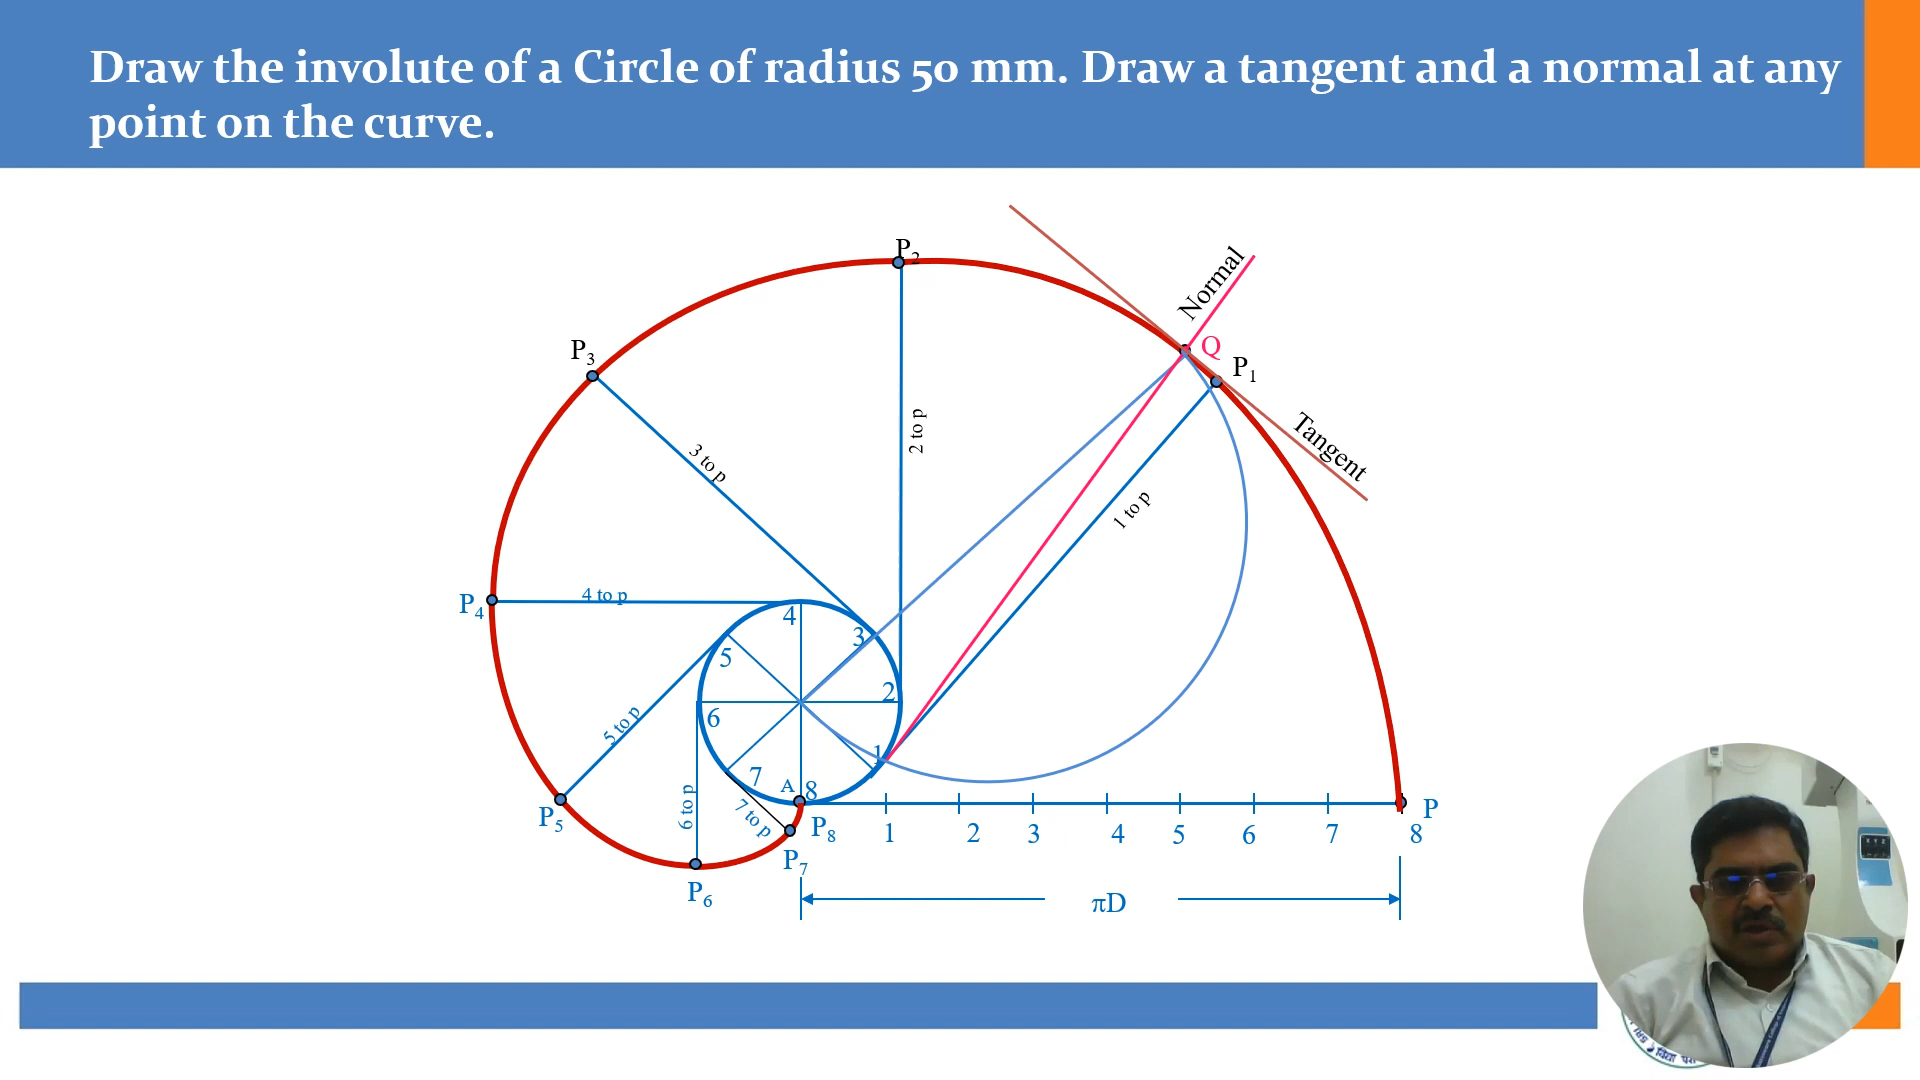 Draw the involute of a Circle of radius 50 mm. Draw a tangent and a normal at any
point on the curve.
P2
Normal
Q
P3
P1
2 to p
Tangent
3 to p
1 to p
P4
4 to p
4
3
5
2
6
5 to p
1
7
A
8
6 to p
7 to p
P5
P8
P
1 2 3 4 5 6 7 8
P7
P6
πD